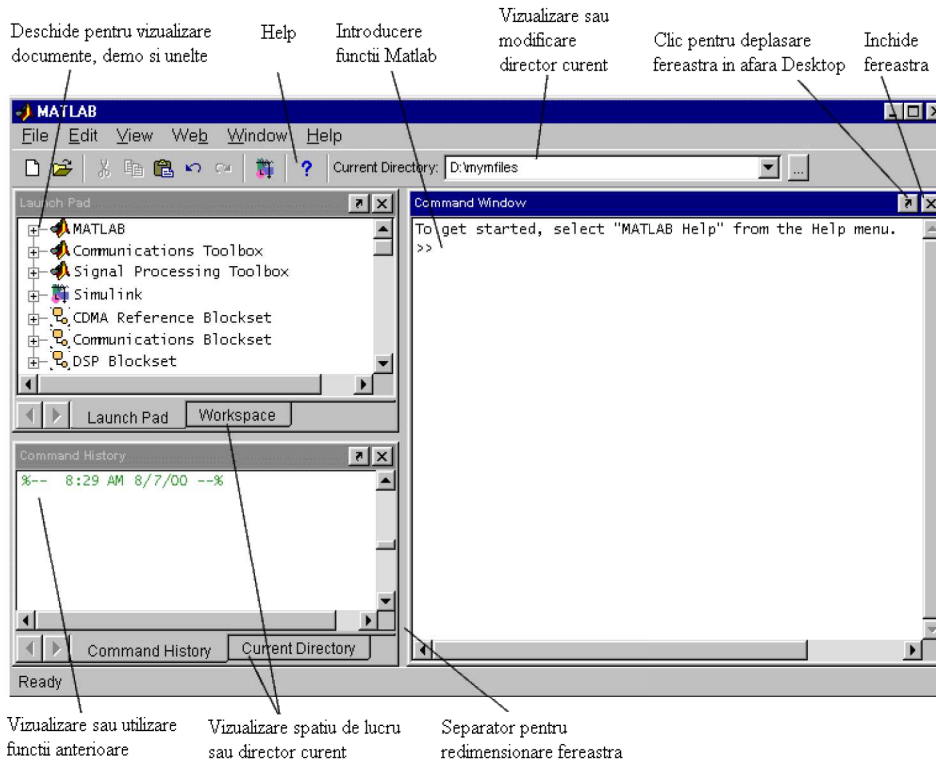 Deschide pentru vizualizare
documente, demo si unelte
Help
Introducere
functii Matlab
Vizualizare sau
modificare
director curent
Clic pentru deplasare
fereastra in afara Desktop
Inchide
fereastra
MATLAB
File Edit View Web Window Help
Current Directory: D:\mymfiles
...
Launch Pad
MATLAB
Communications Toolbox
Signal Processing Toolbox
Simulink
CDMA Reference Blockset
Communications Blockset
DSP Blockset
Launch Pad Workspace
Command History
%-- 8:29 AM 8/7/00 --%
Command History Current Directory
Command Window
To get started, select "MATLAB Help" from the Help menu.
>>
Ready
Vizualizare sau utilizare
functii anterioare
Vizualizare spatiu de lucru
sau director curent
Separator pentru
redimensionare fereastra